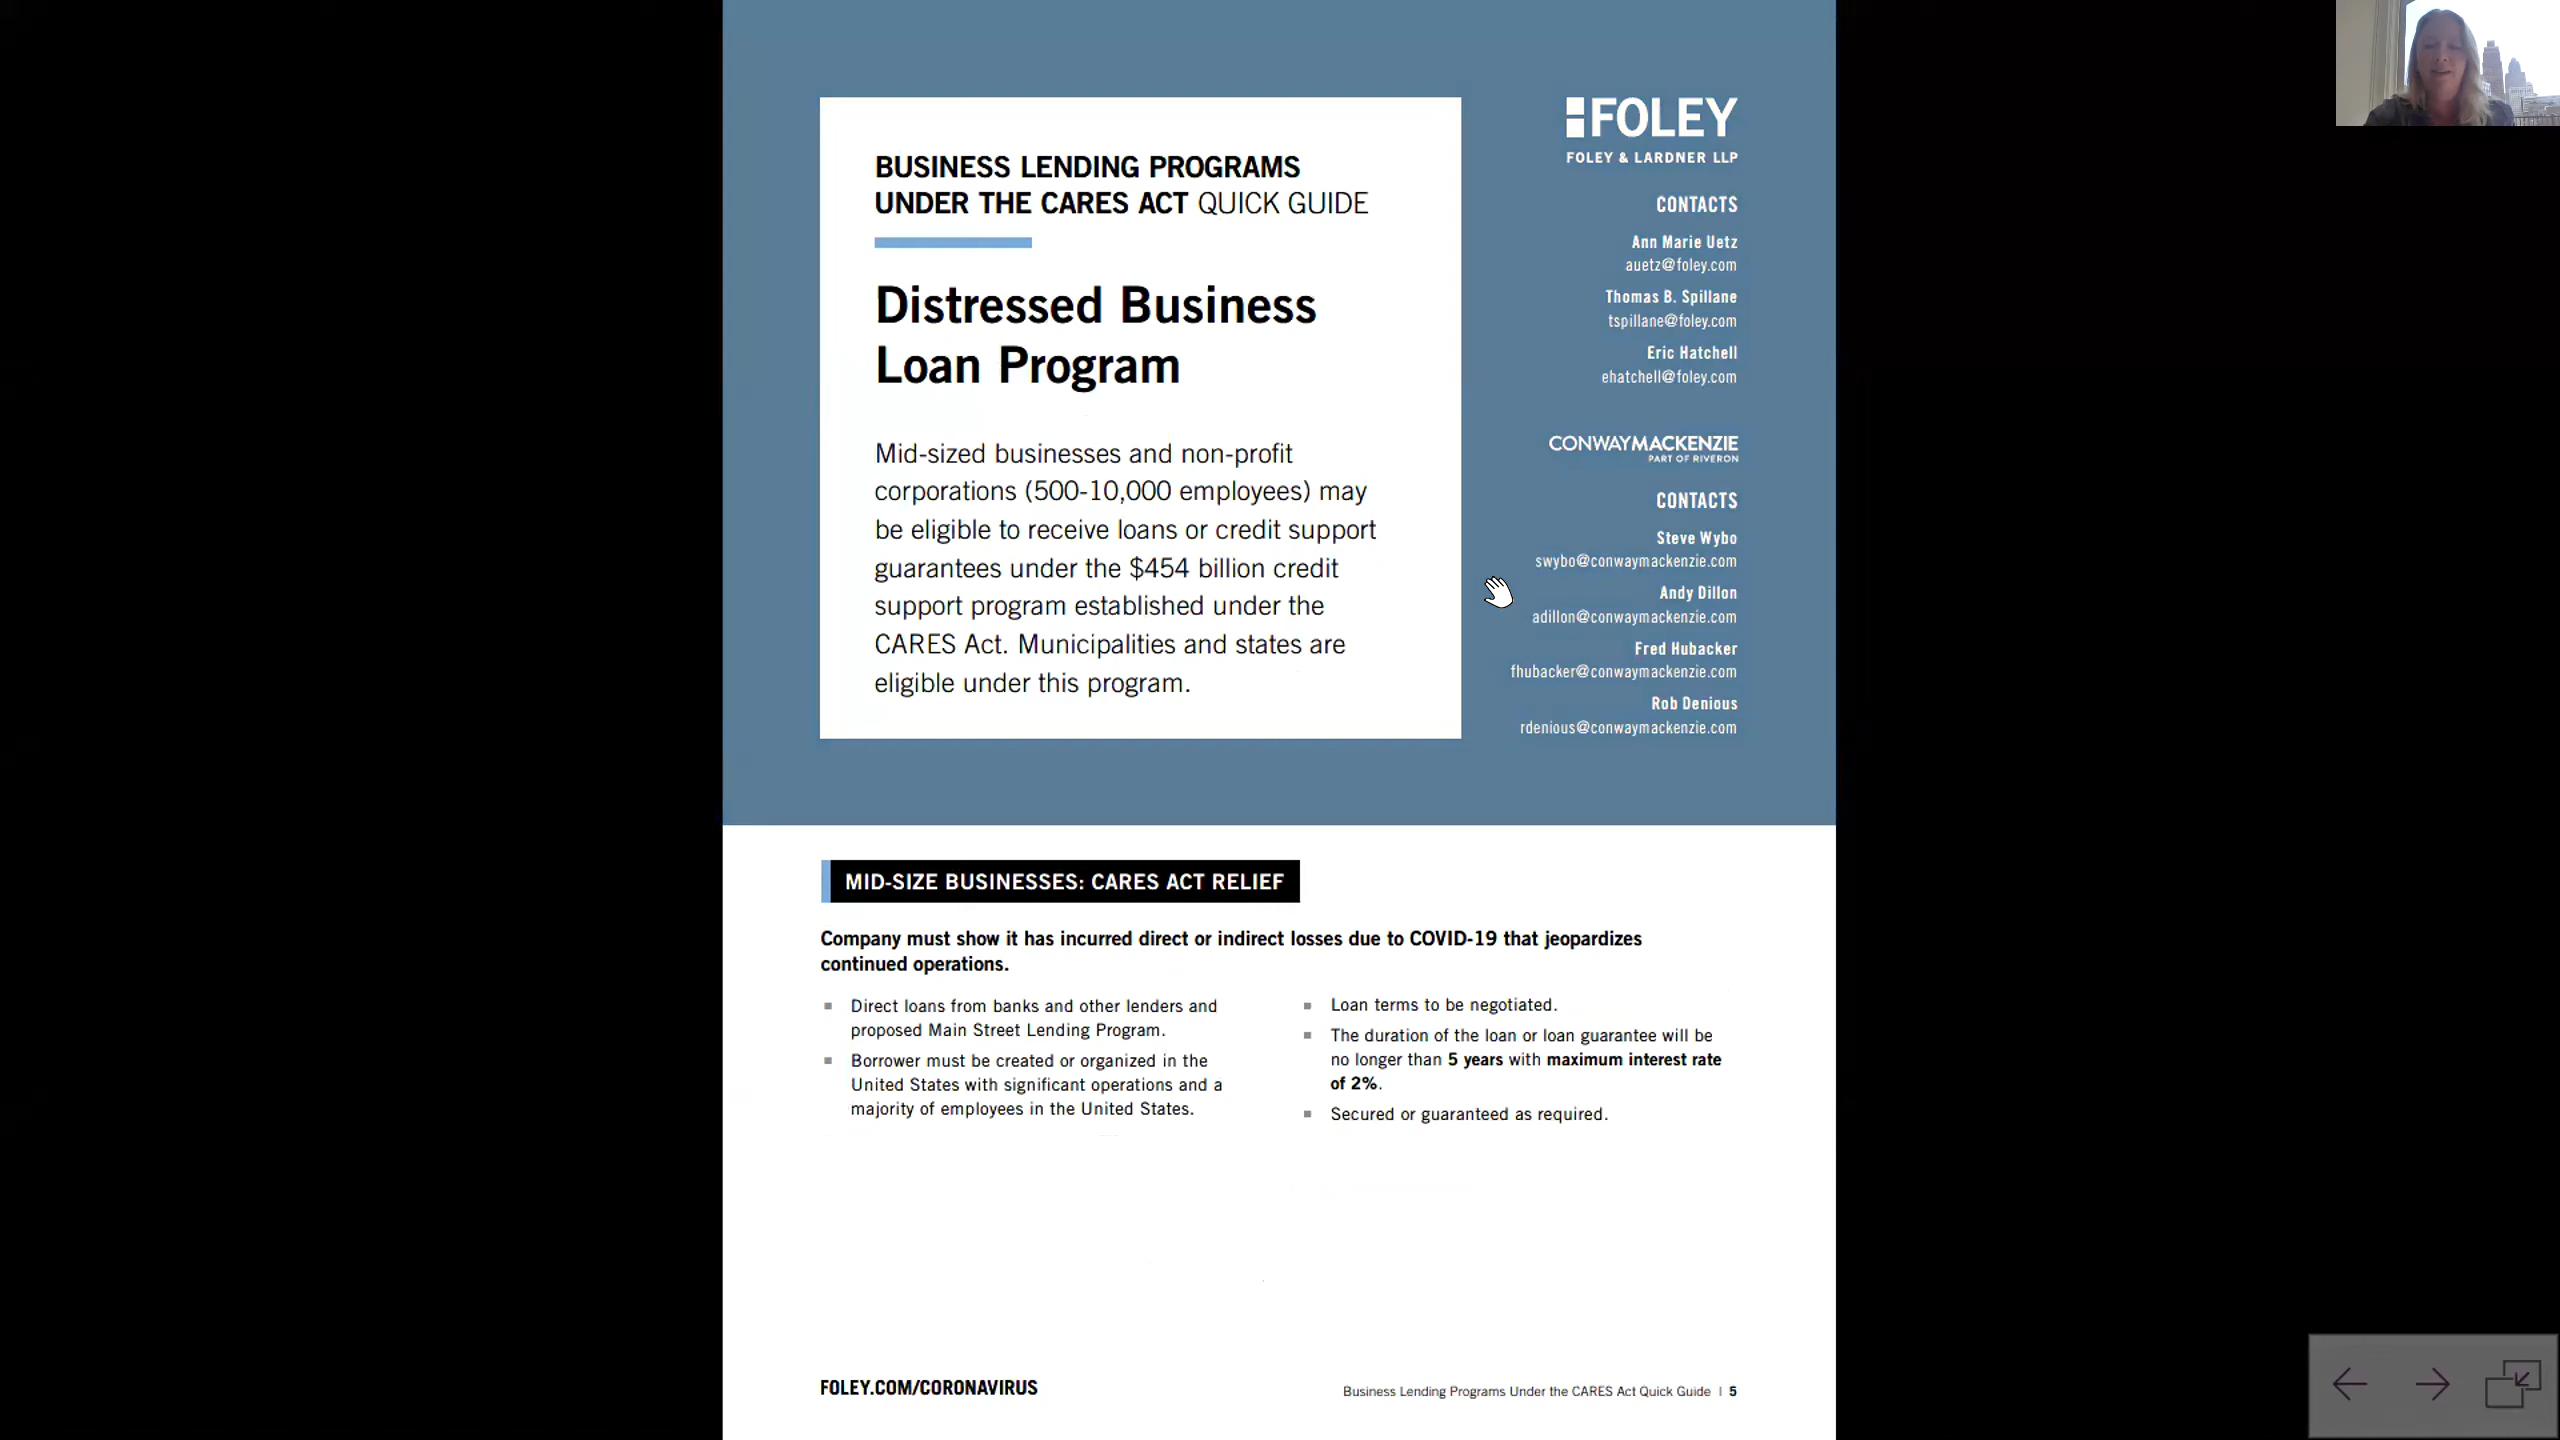 BUSINESS LENDING PROGRAMS
UNDER THE CARES ACT QUICK GUIDE
Distressed Business
Loan Program
Mid-sized businesses and non-profit
corporations (500-10,000 employees) may
be eligible to receive loans or credit support
guarantees under the $454 billion credit
support program established under the
CARES Act. Municipalities and states are
eligible under this program.
FOLEY
FOLEY & LARDNER LLP
CONTACTS
Ann Marie Uetz
auetz@foley.com
Thomas B. Spillane
tspillane@foley.com
Eric Hatchell
ehatchell@foley.com
CONWAYMACKENZIE
PART OF RIVERON
CONTACTS
Steve Wybo
swybo@conwaymackenzie.com
Andy Dillon
adillon@conwaymackenzie.com
Fred Hubacker
fhubacker@conwaymackenzie.com
Rob Denious
rdenious@conwaymackenzie.com
MID-SIZE BUSINESSES: CARES ACT RELIEF
Company must show it has incurred direct or indirect losses due to COVID-19 that jeopardizes
continued operations.
Direct loans from banks and other lenders and
proposed Main Street Lending Program.
Borrower must be created or organized in the
United States with significant operations and a
majority of employees in the United States.
Loan terms to be negotiated.
The duration of the loan or loan guarantee will be
no longer than 5 years with maximum interest rate
of 2%.
Secured or guaranteed as required.
FOLEY.COM/CORONAVIRUS
Business Lending Programs Under the CARES Act Quick Guide | 5